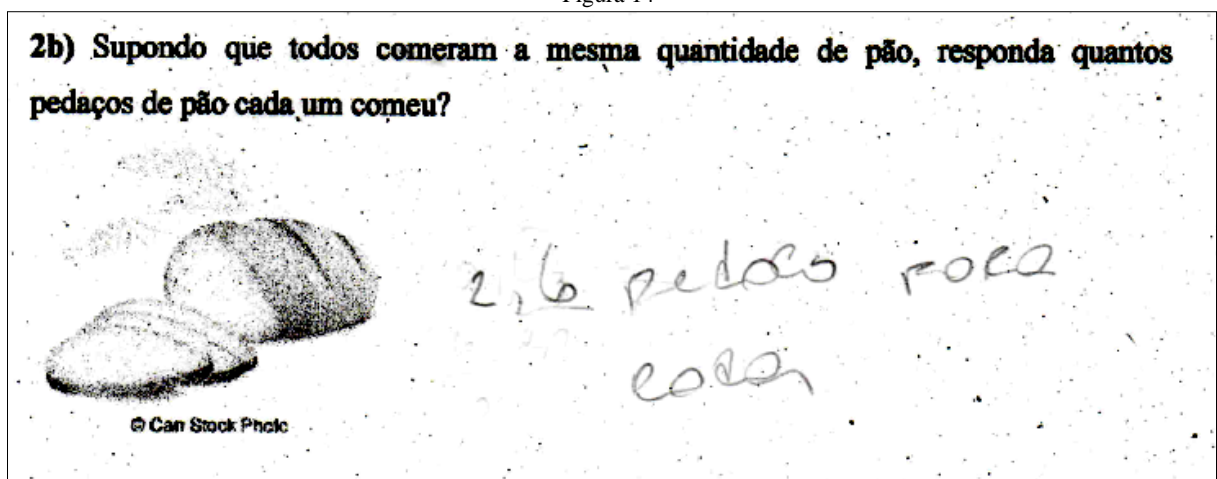 Figura 14
2b) Supondo que todos comeram a mesma quantidade de pão, responda quantos
pedaços de pão cada um comeu?
2,6 pedaços para
cada
© Can Stock Photo